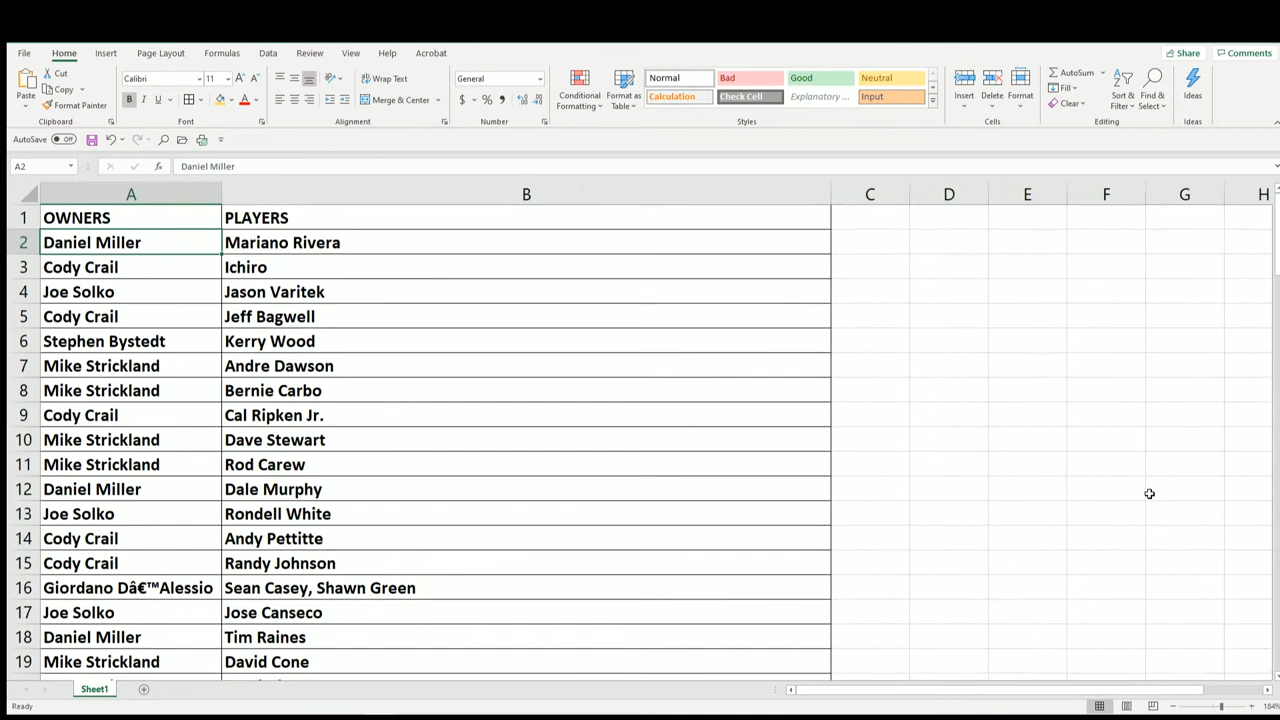 File Home Insert Page Layout Formulas Data Review View Help Acrobat Share Comments
Paste Cut Copy Format Painter Clipboard
Calibri 11 B I U Font
Wrap Text Merge & Center Alignment
General $ % Number
Conditional Formatting Format as Table Normal Bad Good Neutral Calculation Check Cell Explanatory ... Input Styles
Insert Delete Format Cells
AutoSum Fill Clear Sort & Filter Find & Select Editing
Ideas Ideas
AutoSave Off
A2 fx Daniel Miller
A B C D E F G H
1 OWNERS PLAYERS
2 Daniel Miller Mariano Rivera
3 Cody Crail Ichiro
4 Joe Solko Jason Varitek
5 Cody Crail Jeff Bagwell
6 Stephen Bystedt Kerry Wood
7 Mike Strickland Andre Dawson
8 Mike Strickland Bernie Carbo
9 Cody Crail Cal Ripken Jr.
10 Mike Strickland Dave Stewart
11 Mike Strickland Rod Carew
12 Daniel Miller Dale Murphy
13 Joe Solko Rondell White
14 Cody Crail Andy Pettitte
15 Cody Crail Randy Johnson
16 Giordano Dâ€™Alessio Sean Casey, Shawn Green
17 Joe Solko Jose Canseco
18 Daniel Miller Tim Raines
19 Mike Strickland David Cone
Sheet1
Ready 184%